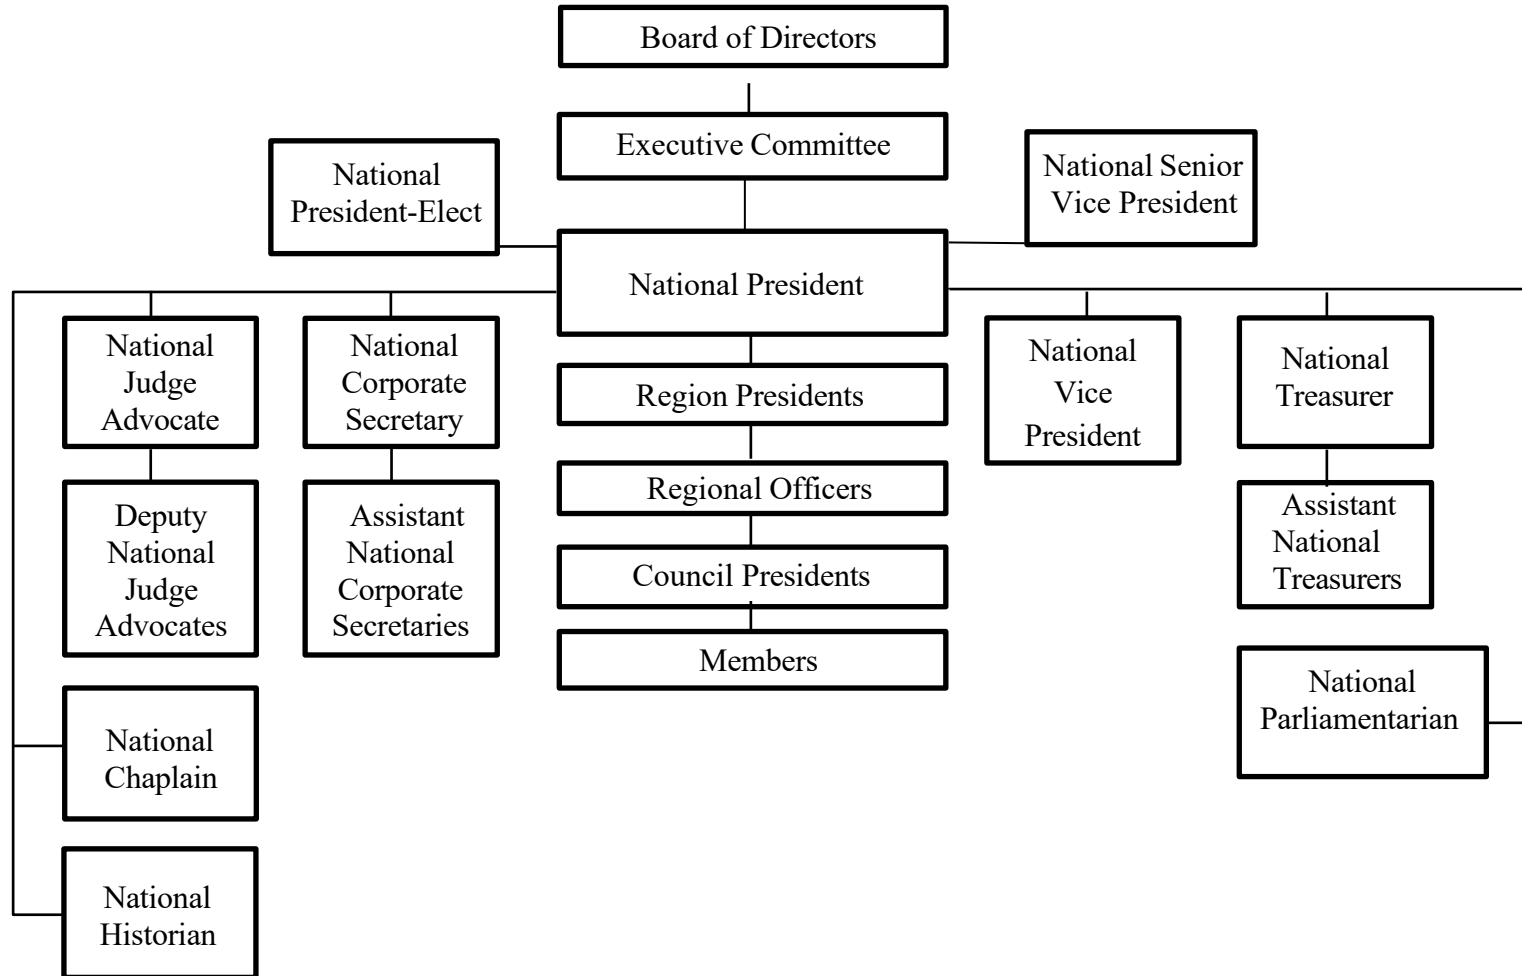 Board of Directors
Executive Committee
National
President-Elect
National Senior
Vice President
National President
National
Judge
Advocate
National
Corporate
Secretary
Region Presidents
National
Vice
President
National
Treasurer
Deputy
National
Judge
Advocates
Assistant
National
Corporate
Secretaries
Regional Officers
Council Presidents
Members
Assistant
National
Treasurers
National
Chaplain
National
Parliamentarian
National
Historian